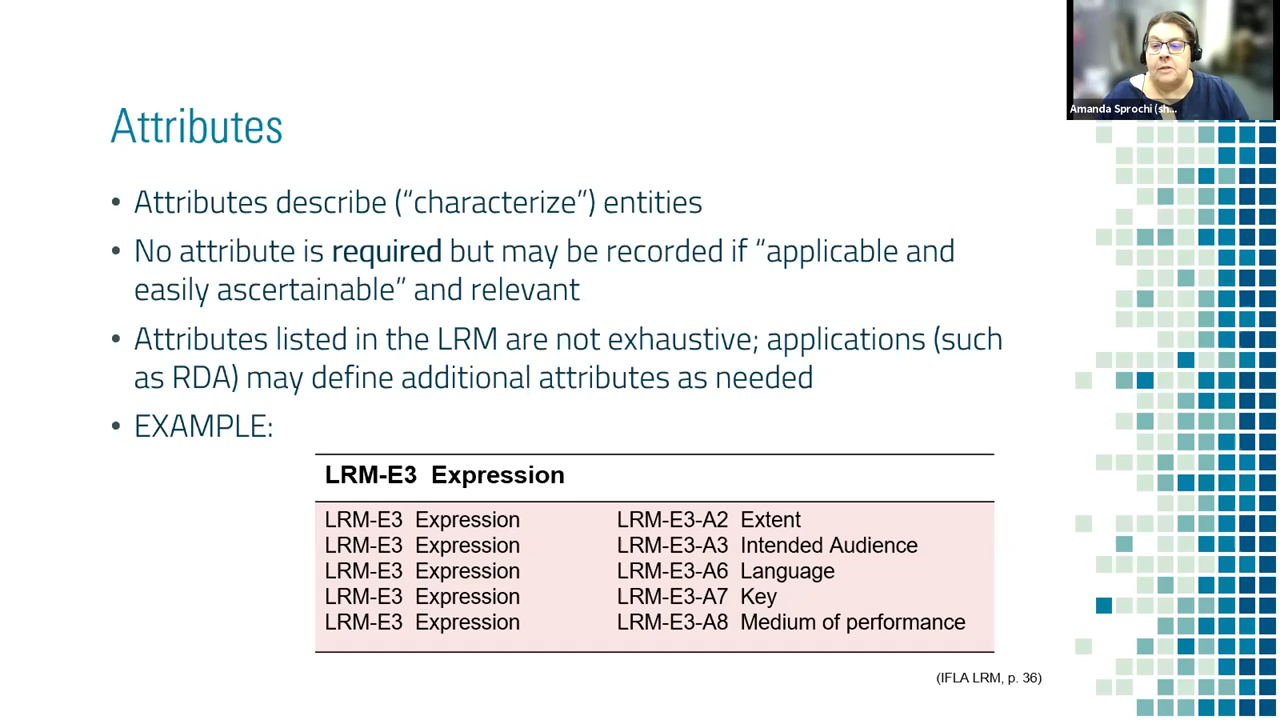 Amanda Sprochi (sh...
Attributes
• Attributes describe (“characterize”) entities
• No attribute is required but may be recorded if “applicable and
easily ascertainable” and relevant
• Attributes listed in the LRM are not exhaustive; applications (such
as RDA) may define additional attributes as needed
• EXAMPLE:
LRM-E3 Expression
LRM-E3 Expression LRM-E3-A2 Extent
LRM-E3 Expression LRM-E3-A3 Intended Audience
LRM-E3 Expression LRM-E3-A6 Language
LRM-E3 Expression LRM-E3-A7 Key
LRM-E3 Expression LRM-E3-A8 Medium of performance
(IFLA LRM, p. 36)